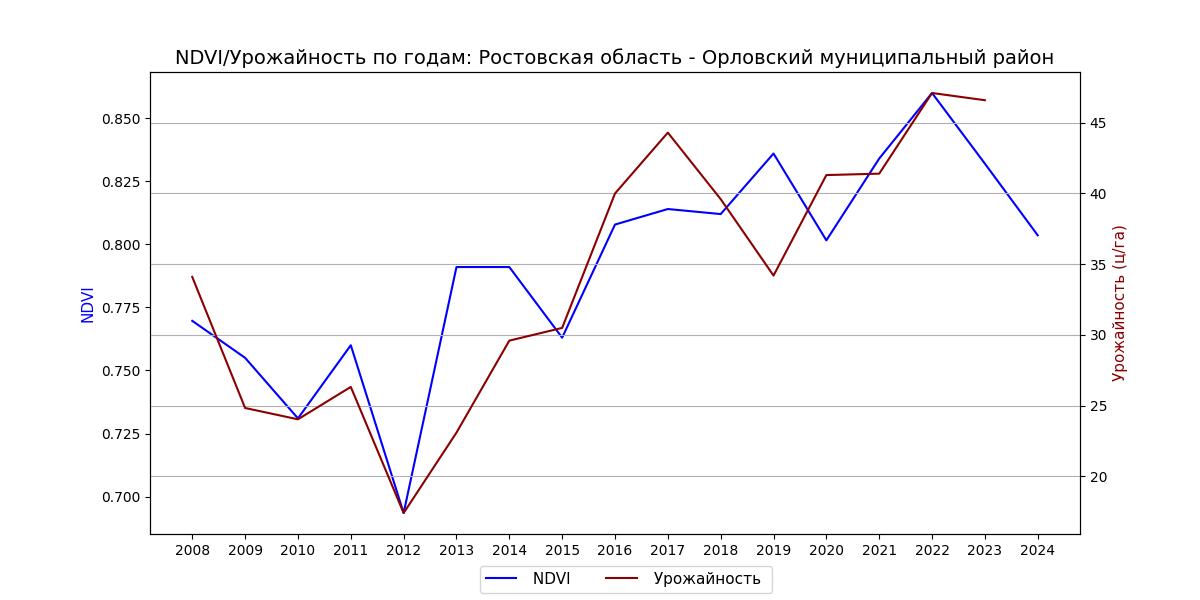 NDVI/Урожайность по годам: Ростовская область - Орловский муниципальный район
0.850
0.825
0.800
0.775
0.750
0.725
0.700
NDVI
45
40
35
30
25
20
Урожайность (ц/га)
2008 2009 2010 2011 2012 2013 2014 2015 2016 2017 2018 2019 2020 2021 2022 2023 2024
NDVI Урожайность